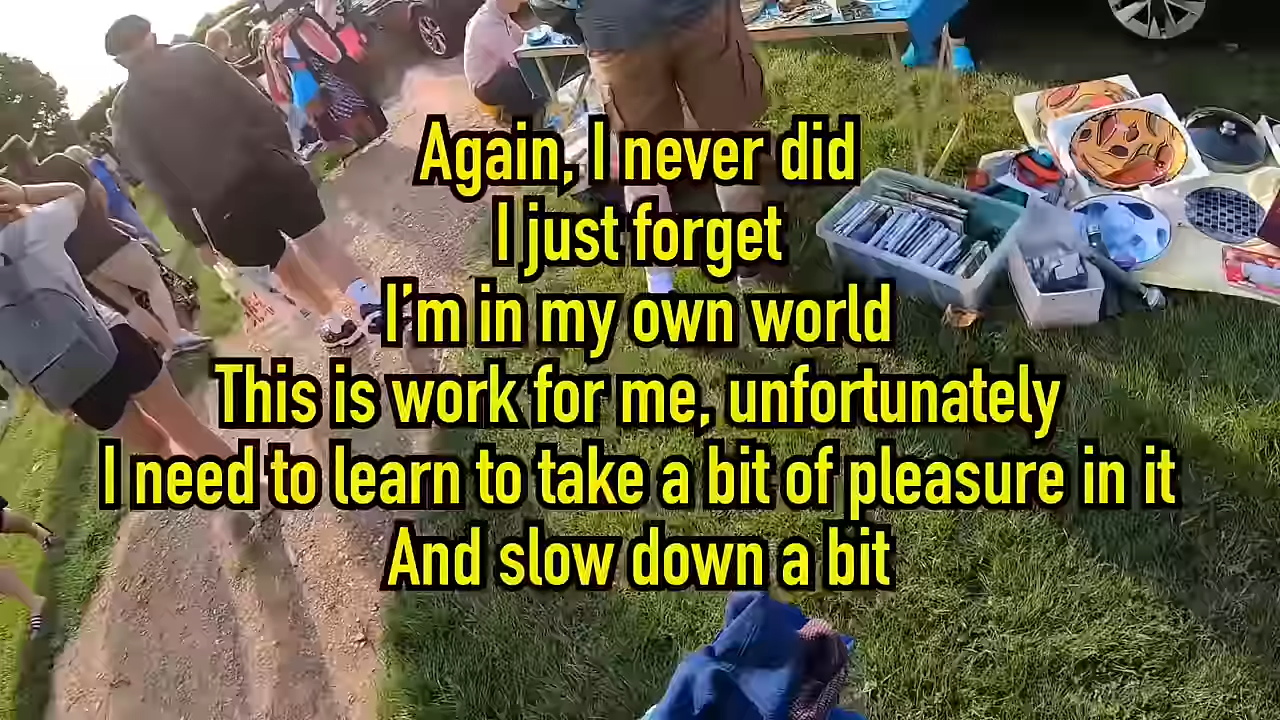 Again, I never did
I just forget
I'm in my own world
This is work for me, unfortunately
I need to learn to take a bit of pleasure in it
And slow down a bit